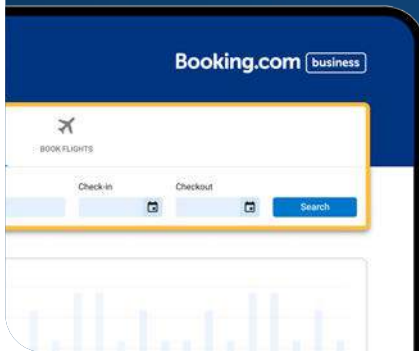 Booking.com business
BOOK FLIGHTS
Check-in Checkout
Search